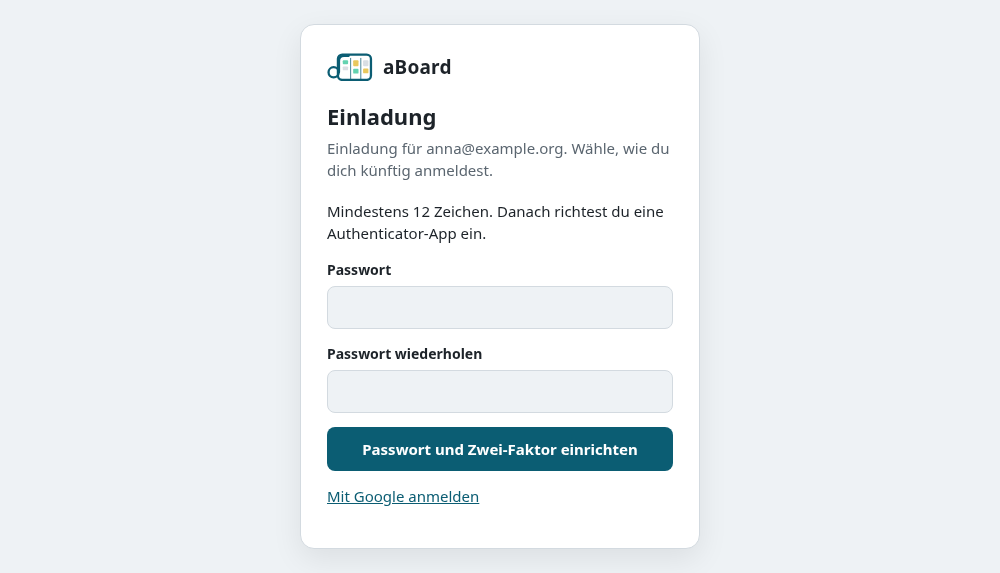 aBoard
Einladung
Einladung für anna@example.org. Wähle, wie du
dich künftig anmeldest.
Mindestens 12 Zeichen. Danach richtest du eine
Authenticator-App ein.
Passwort
Passwort wiederholen
Passwort und Zwei-Faktor einrichten
Mit Google anmelden